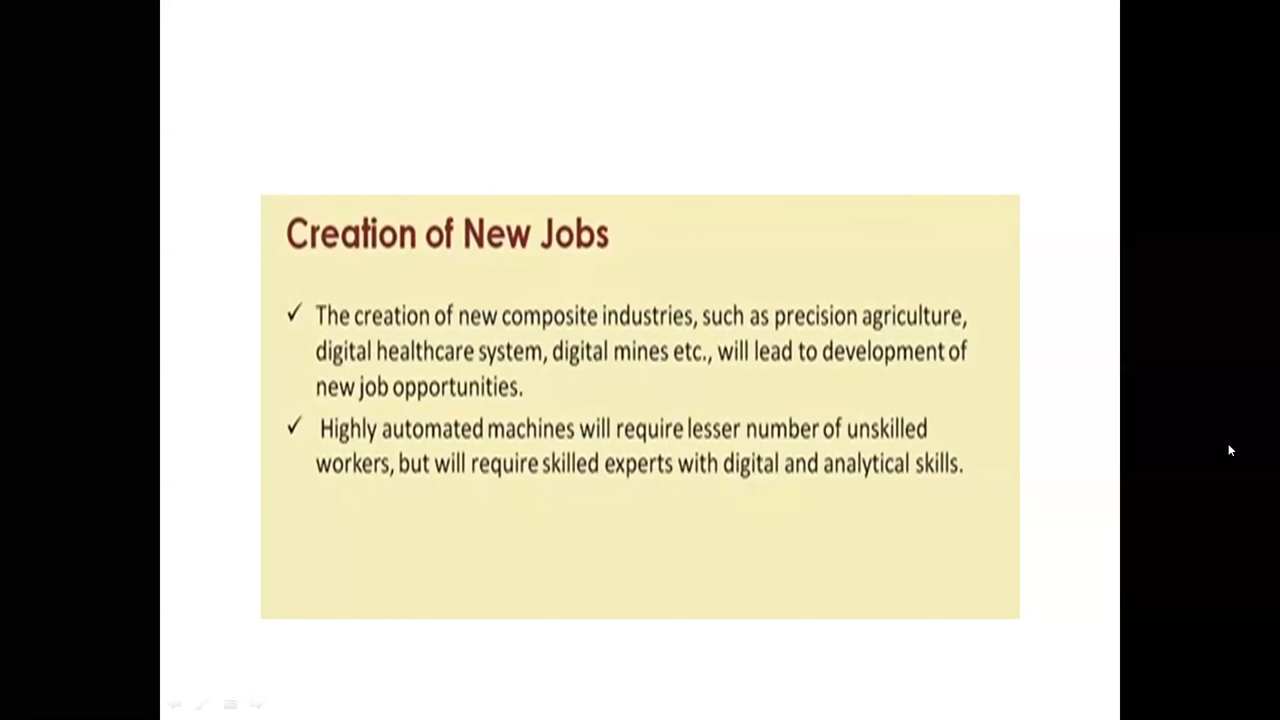 Creation of New Jobs
✓ The creation of new composite industries, such as precision agriculture,
digital healthcare system, digital mines etc., will lead to development of
new job opportunities.
✓ Highly automated machines will require lesser number of unskilled
workers, but will require skilled experts with digital and analytical skills.